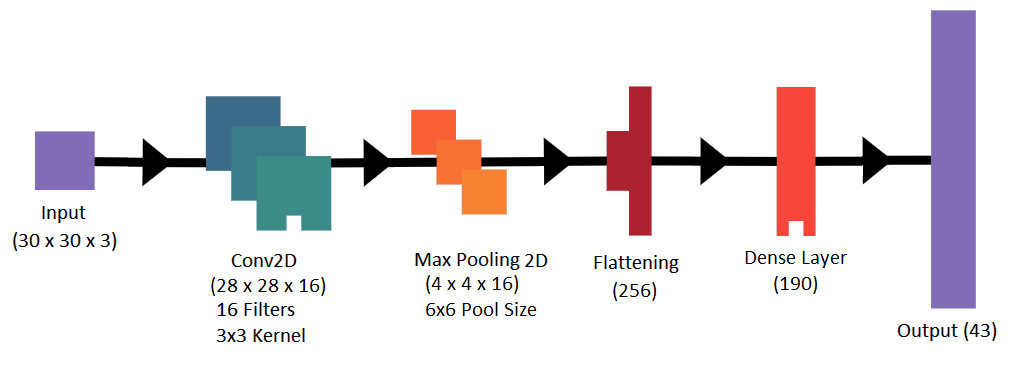 Input
(30 x 30 x 3)
Conv2D
(28 x 28 x 16)
16 Filters
3x3 Kernel
Max Pooling 2D
(4 x 4 x 16)
6x6 Pool Size
Flattening
(256)
Dense Layer
(190)
Output (43)